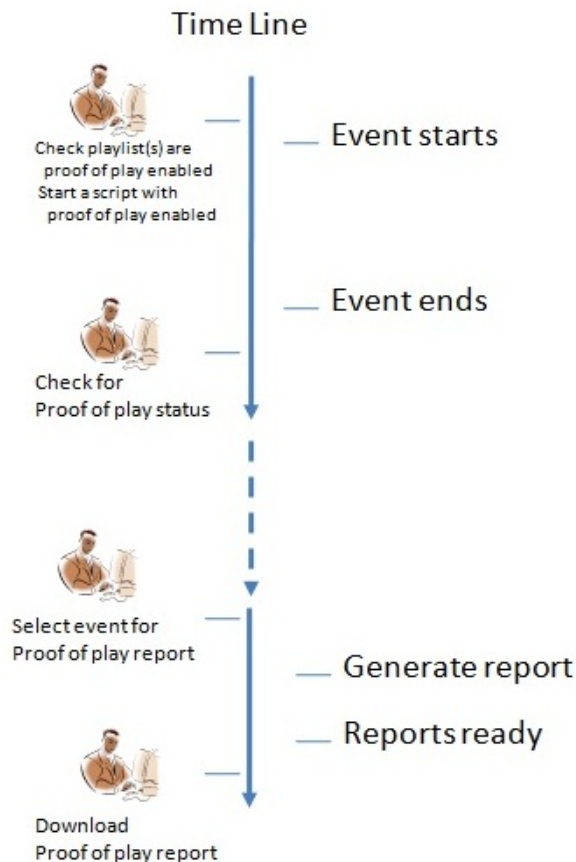 Time Line
Check playlist(s) are
proof of play enabled
Start a script with
proof of play enabled
Event starts
Event ends
Check for
Proof of play status
Select event for
Proof of play report
Generate report
Reports ready
Download
Proof of play report